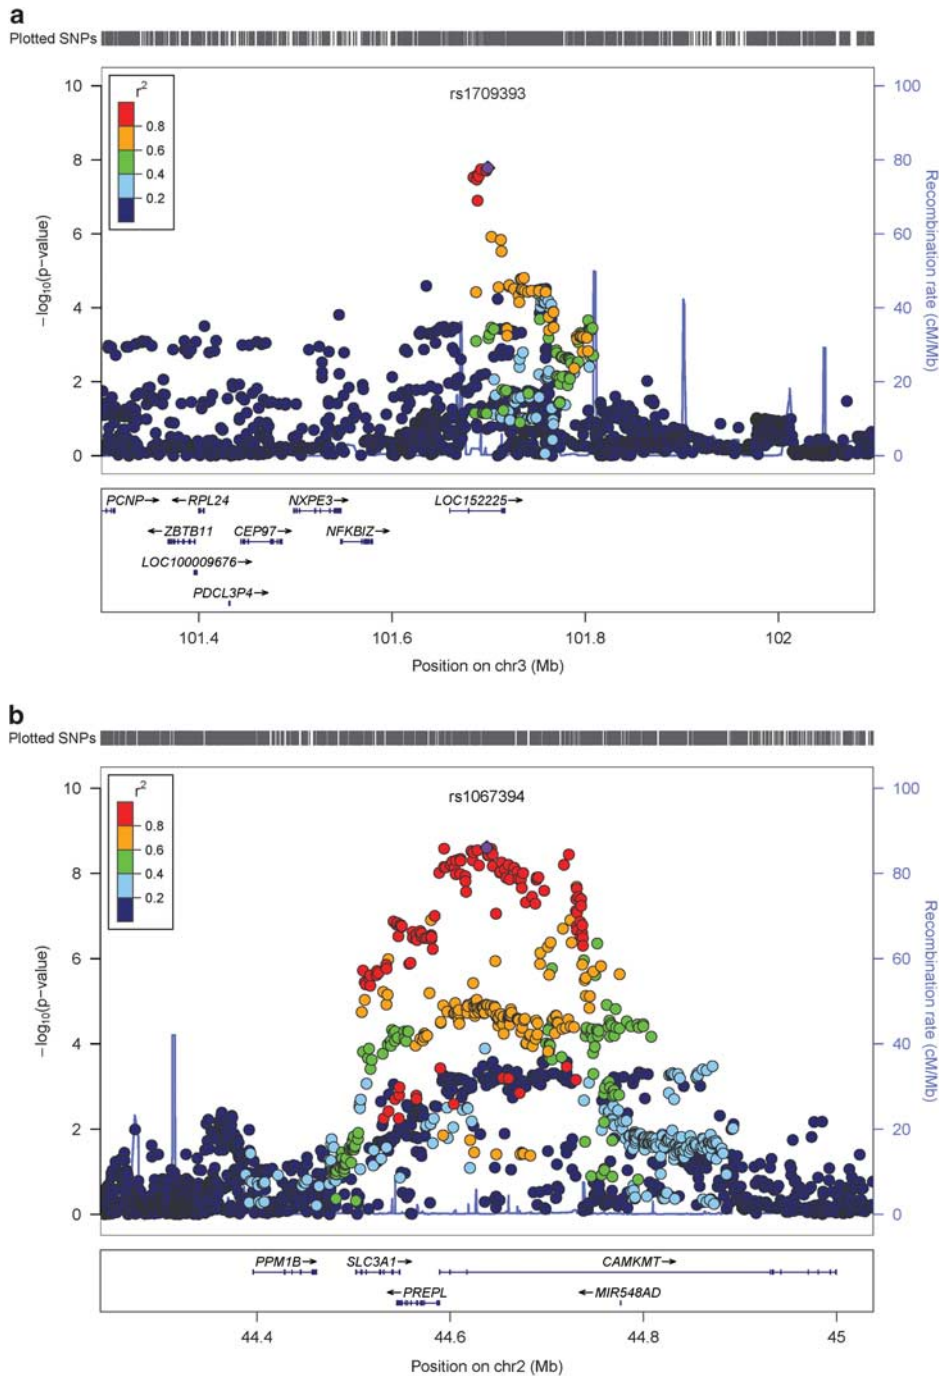 a
Plotted SNPs
rs1709393
r2
0.8
0.6
0.4
0.2
10
8
6
4
2
0
−log10(p−value)
100
80
60
40
20
0
Recombination rate (cM/Mb)
PCNP→ ←RPL24 NXPE3→ LOC152225→
←ZBTB11 CEP97→ NFKBIZ→
LOC100009676→
PDCL3P4→
101.4 101.6 101.8 102
Position on chr3 (Mb)
b
Plotted SNPs
rs1067394
r2
0.8
0.6
0.4
0.2
10
8
6
4
2
0
−log10(p−value)
100
80
60
40
20
0
Recombination rate (cM/Mb)
PPM1B→ SLC3A1→ CAMKMT→
←PREPL ←MIR548AD
44.4 44.6 44.8 45
Position on chr2 (Mb)